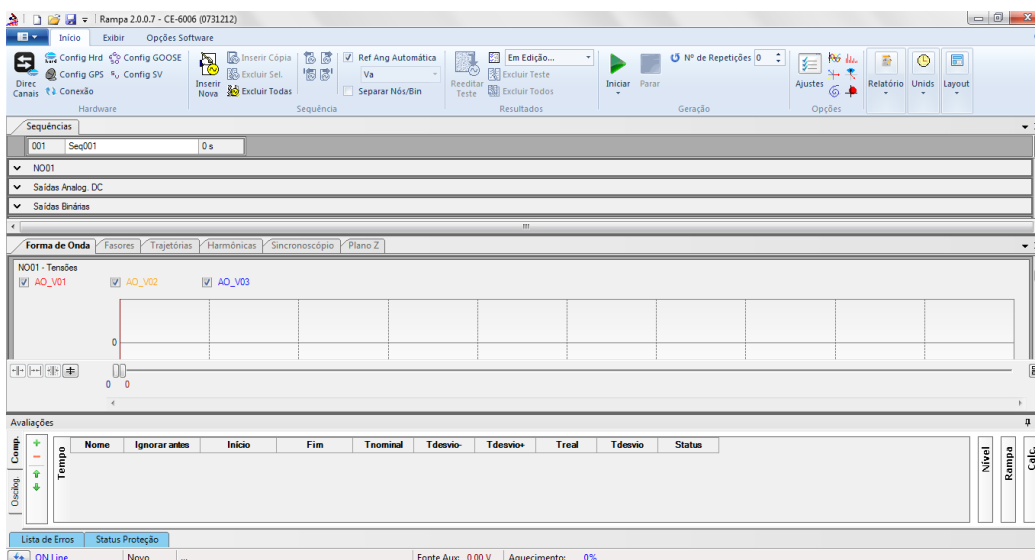 Rampa 2.0.0.7 - CE-6006 (0731212)
Início Exibir Opções Software
Direc Canais
Config Hrd Config GOOSE
Config GPS Config SV
Conexão
Hardware
Inserir Nova
Inserir Cópia
Excluir Sel.
Excluir Todas
Sequência
Ref Ang Automática
Va
Separar Nós/Bin
Reeditar Teste
Em Edição...
Excluir Teste
Excluir Todos
Resultados
Iniciar Parar
Nº de Repetições 0
Geração
Ajustes
Opções
Relatório Unids Layout
Sequências
001 Seq001 0 s
NO01
Saídas Analog. DC
Saídas Binárias
Forma de Onda Fasores Trajetórias Harmônicas Sincronoscópio Plano Z
NO01 - Tensões
AO_V01 AO_V02 AO_V03
0
0 0
Avaliações
Comp.
Oscilog.
Tempo
Nome Ignorar antes Início Fim Tnominal Tdesvio- Tdesvio+ Treal Tdesvio Status
Nível
Rampa
Calc.
Lista de Erros Status Proteção
ON Line Novo ... Fonte Aux: 0,00 V Aquecimento: 0%